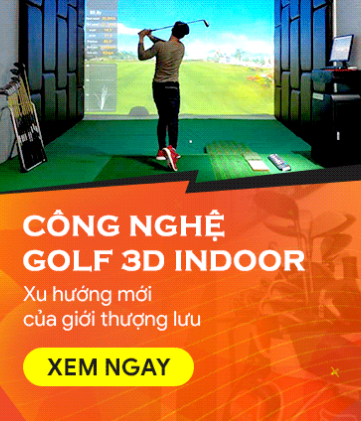 CÔNG NGHỆ
GOLF 3D INDOOR
Xu hướng mới
của giới thượng lưu
XEM NGAY